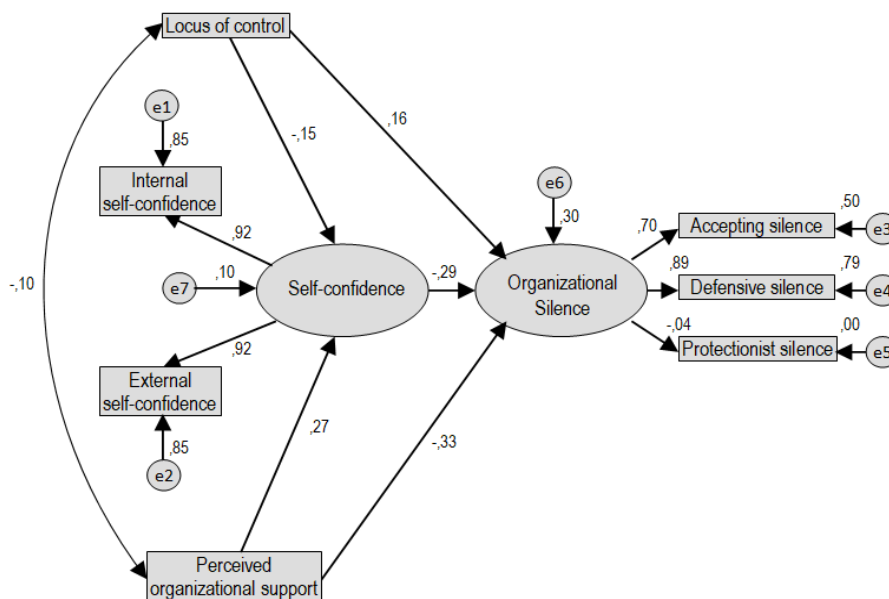 Locus of control
e1
,85
-,15
,16
Internal
self-confidence
e6
,30
,70
,50
Accepting silence
e3
,92
-,10
e7
,10
Self-confidence
-,29
Organizational
Silence
,89
,79
Defensive silence
e4
-,04
,00
Protectionist silence
e5
,92
External
self-confidence
,85
e2
,27
-,33
Perceived
organizational support